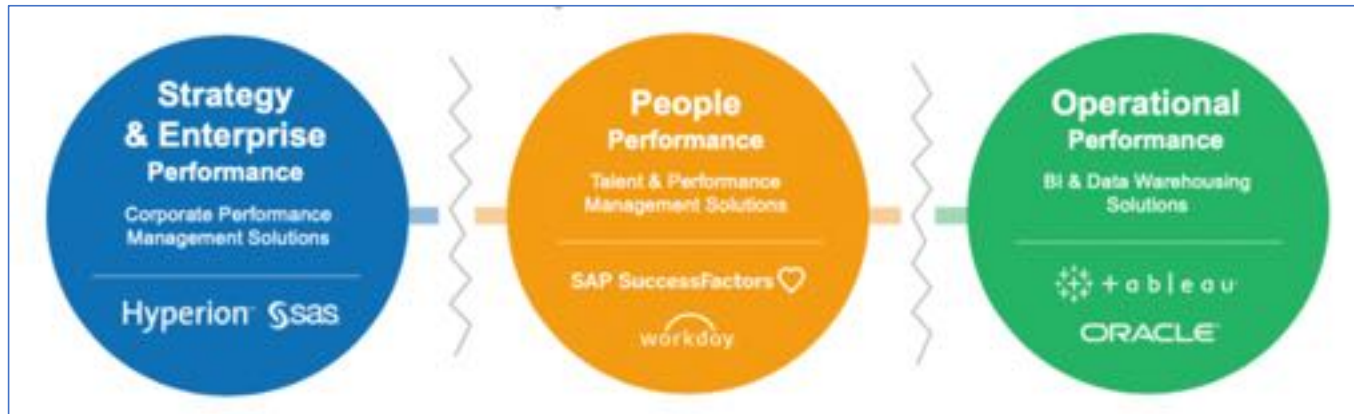 Strategy
& Enterprise
Performance
Corporate Performance
Management Solutions
Hyperion sas
People
Performance
Talent & Performance
Management Solutions
SAP SuccessFactors
workday
Operational
Performance
BI & Data Warehousing
Solutions
+ableau
ORACLE